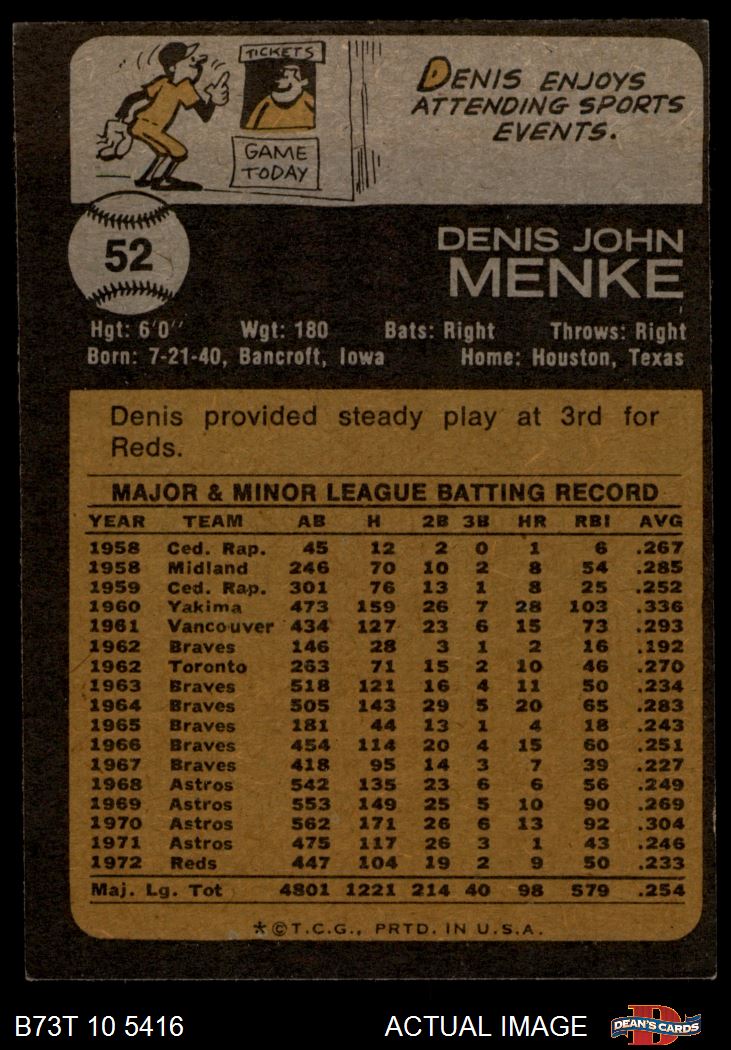 TICKETS
GAME
TODAY
DENIS ENJOYS
ATTENDING SPORTS
EVENTS.
52
DENIS JOHN
MENKE
Hgt: 6'0" Wgt: 180 Bats: Right Throws: Right
Born: 7-21-40, Bancroft, Iowa Home: Houston, Texas
Denis provided steady play at 3rd for
Reds.
MAJOR & MINOR LEAGUE BATTING RECORD
YEAR TEAM AB H 2B 3B HR RBI AVG
1958 Ced. Rap. 45 12 2 0 1 6 .267
1958 Midland 246 70 10 2 8 54 .285
1959 Ced. Rap. 301 76 13 1 8 25 .252
1960 Yakima 473 159 26 7 28 103 .336
1961 Vancouver 434 127 23 6 15 73 .293
1962 Braves 146 28 3 1 2 16 .192
1962 Toronto 263 71 15 2 10 46 .270
1963 Braves 518 121 16 4 11 50 .234
1964 Braves 505 143 29 5 20 65 .283
1965 Braves 181 44 13 1 4 18 .243
1966 Braves 454 114 20 4 15 60 .251
1967 Braves 418 95 14 3 7 39 .227
1968 Astros 542 135 23 6 6 56 .249
1969 Astros 553 149 25 5 10 90 .269
1970 Astros 562 171 26 6 13 92 .304
1971 Astros 475 117 26 3 1 43 .246
1972 Reds 447 104 19 2 9 50 .233
Maj. Lg. Tot 4801 1221 214 40 98 579 .254
*©T.C.G., PRTD. IN U.S.A.
B73T 10 5416 ACTUAL IMAGE D DEAN'S CARDS